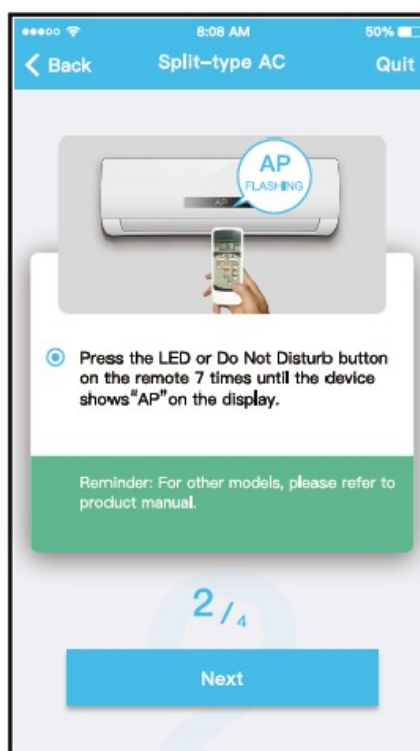 8:08 AM 50%
Back Split-type AC Quit
AP
FLASHING
AP
Press the LED or Do Not Disturb button
on the remote 7 times until the device
shows "AP" on the display.
Reminder: For other models, please refer to
product manual.
2/4
Next